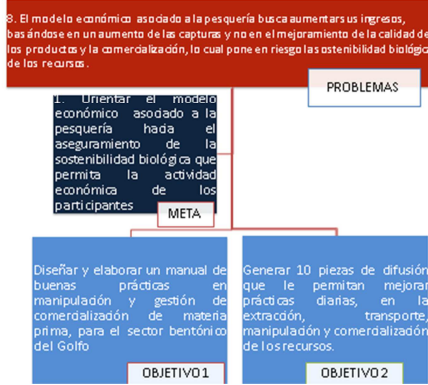 8. El modelo económico asociado a la pesquería busca aumentar sus ingresos,
basándose en un aumento de las capturas y no en el mejoramiento de la calidad de
los productos y la comercialización, lo cual pone en riesgo la sostenibilidad biológica
de los recursos.
PROBLEMAS
1. Orientar el modelo
económico asociado a la
pesquería hacia el
aseguramiento de la
sostenibilidad biológica que
permita la actividad
económica de los
participantes
META
Diseñar y elaborar un manual de
buenas prácticas en
manipulación y gestión de
comercialización de materia
prima, para el sector bentónico
del Golfo
OBJETIVO 1
Generar 10 piezas de difusión
que le permitan mejorar
prácticas diarias, en la
extracción, transporte,
manipulación y comercialización
de los recursos.
OBJETIVO 2